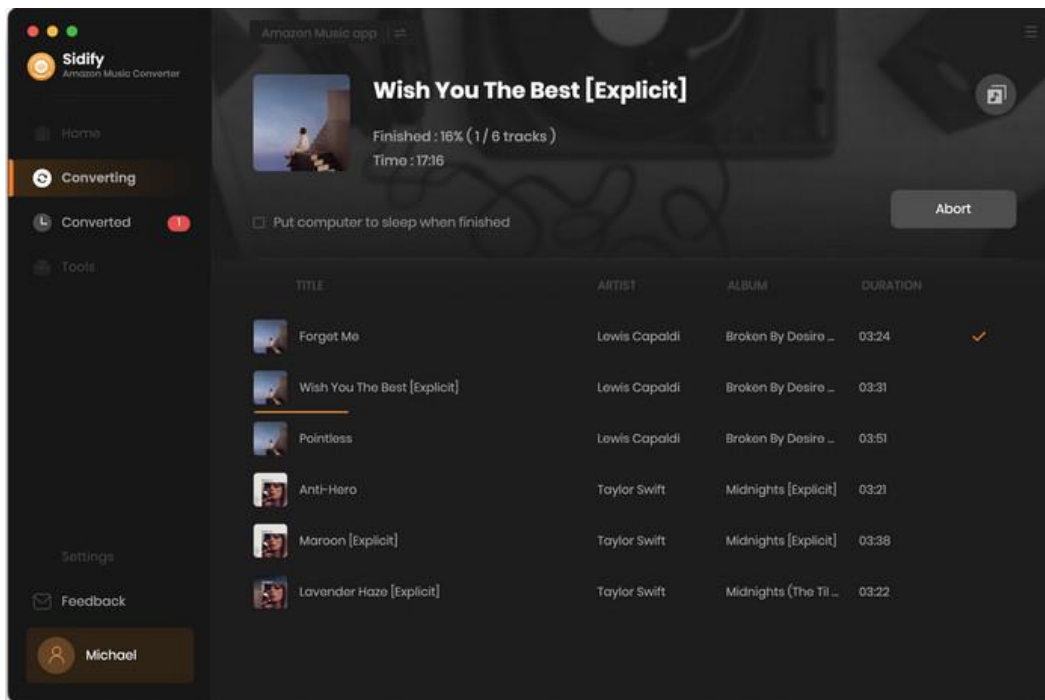 Sidify
Amazon Music Converter
Home
Converting
Converted 1
Tools
Settings
Feedback
Michael
Amazon Music app
Wish You The Best [Explicit]
Finished : 16% ( 1 / 6 tracks )
Time : 17:16
Put computer to sleep when finished
Abort
TITLE ARTIST ALBUM DURATION
Forget Me Lewis Capaldi Broken By Desire ... 03:24
Wish You The Best [Explicit] Lewis Capaldi Broken By Desire ... 03:31
Pointless Lewis Capaldi Broken By Desire ... 03:51
Anti-Hero Taylor Swift Midnights [Explicit] 03:21
Maroon [Explicit] Taylor Swift Midnights [Explicit] 03:38
Lavender Haze [Explicit] Taylor Swift Midnights (The Til ... 03:22